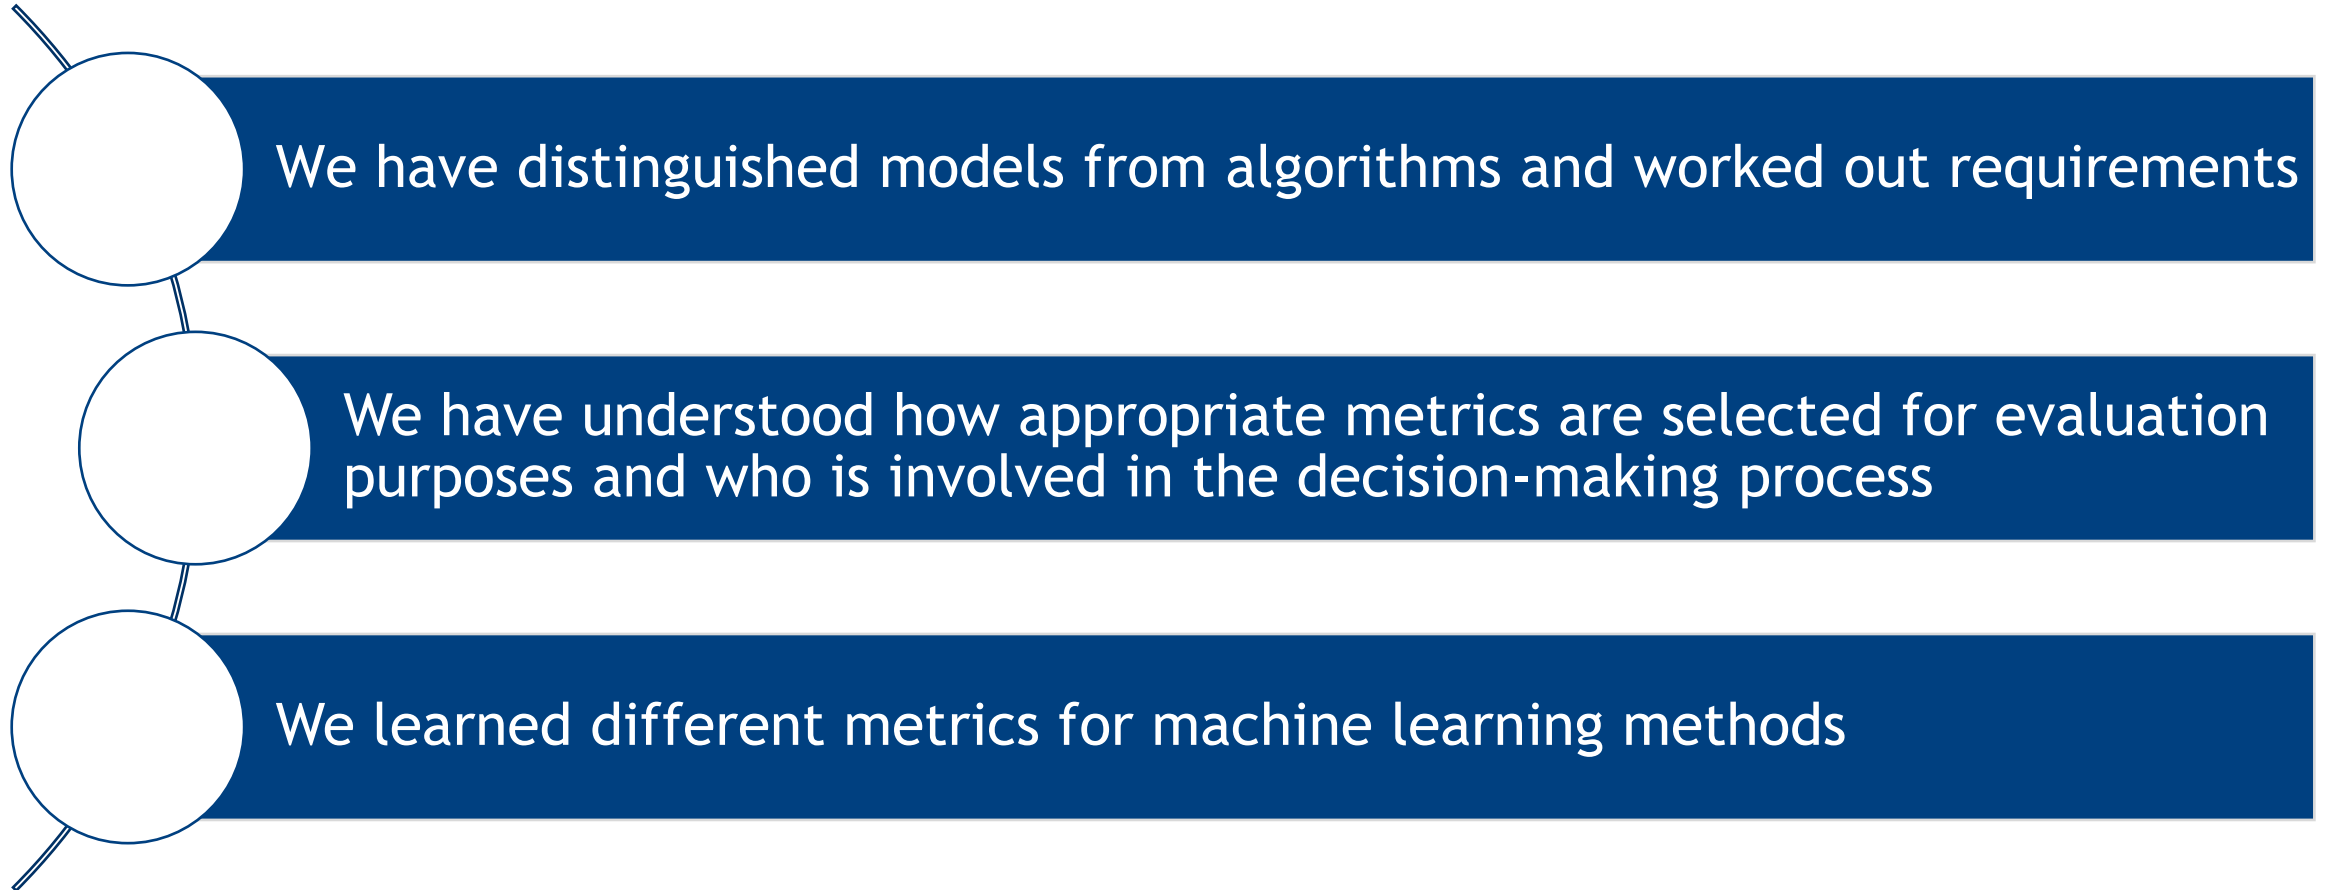 We have distinguished models from algorithms and worked out requirements
We have understood how appropriate metrics are selected for evaluation
purposes and who is involved in the decision-making process
We learned different metrics for machine learning methods